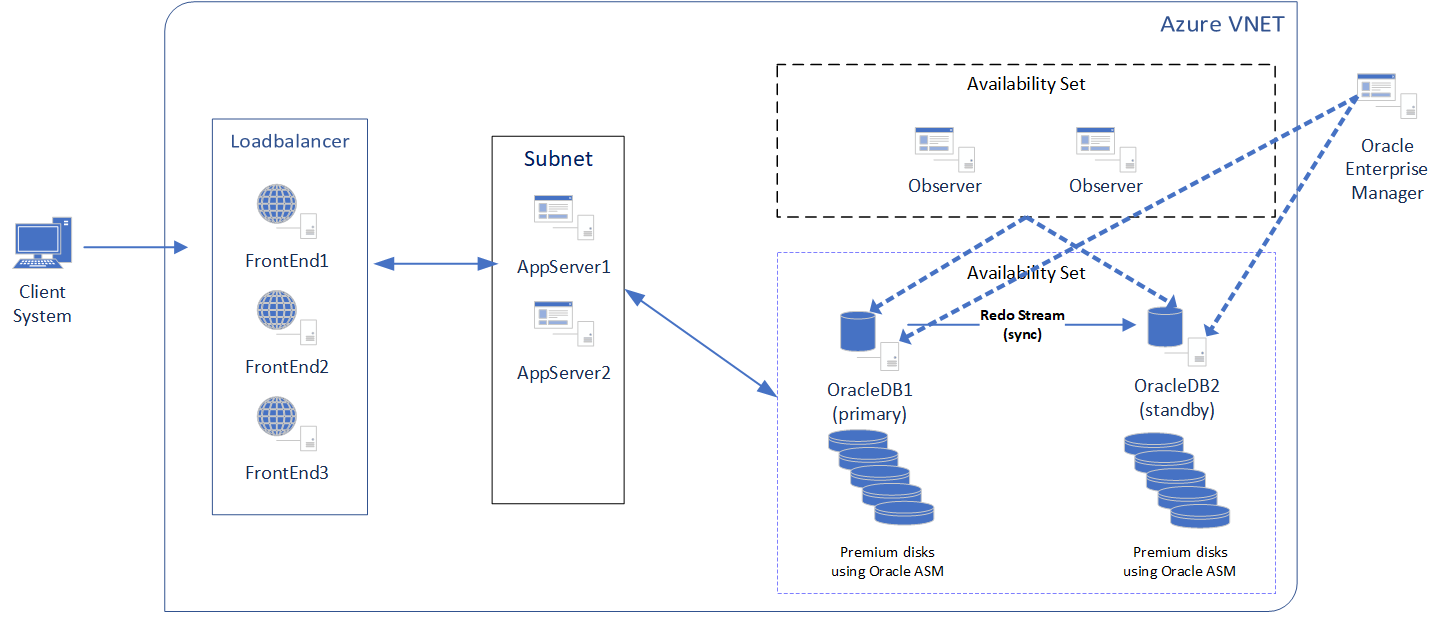 Azure VNET
Client
System
Loadbalancer
FrontEnd1
FrontEnd2
FrontEnd3
Subnet
AppServer1
AppServer2
Availability Set
Observer
Observer
Availability Set
Redo Stream
(sync)
OracleDB1
(primary)
OracleDB2
(standby)
Premium disks
using Oracle ASM
Premium disks
using Oracle ASM
Oracle
Enterprise
Manager